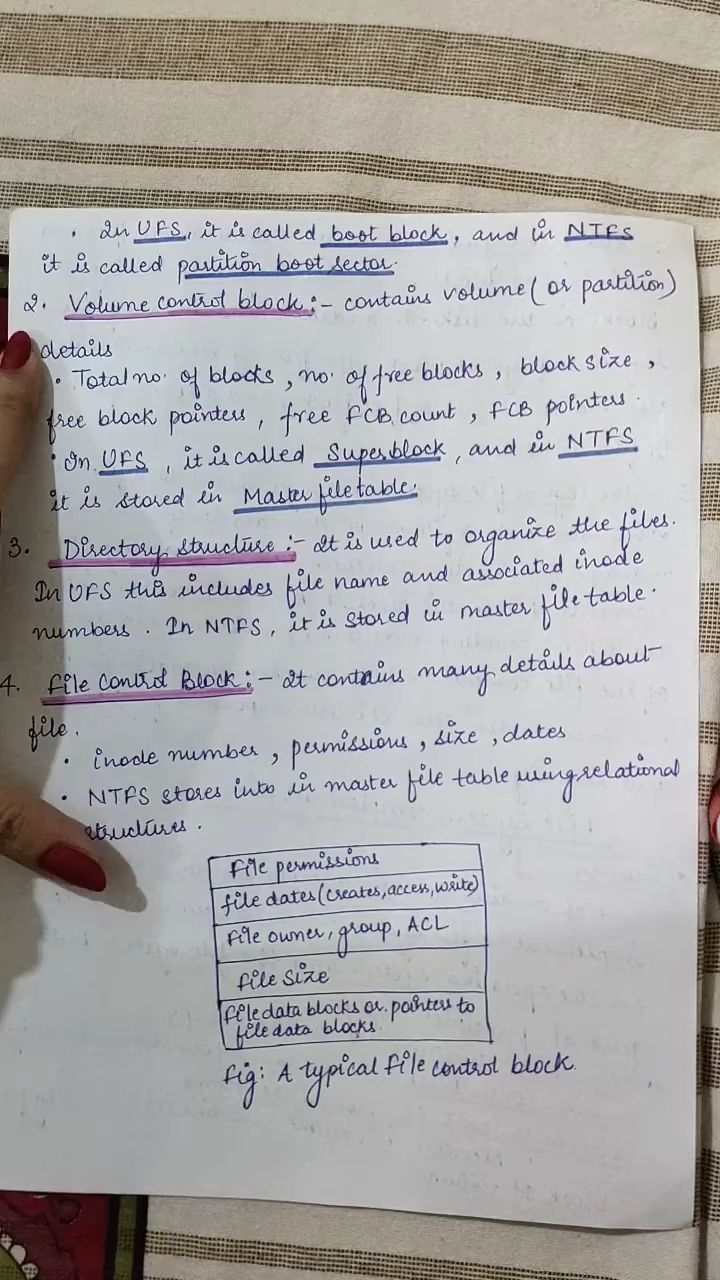 • In UFS, it is called boot block, and in NTFS
it is called partition boot sector.
2. Volume control block :- contains volume ( or partition)
details
• Total no. of blocks, no. of free blocks, block size,
free block pointers, free FCB count, FCB pointers.
• In UFS, it is called Superblock, and in NTFS
it is stored in Master file table.
3. Directory structure :- It is used to organize the files.
In UFS this includes file name and associated inode
numbers. In NTFS, it is stored in master file table.
4. File Control Block :- It contains many details about
file.
• inode number, permissions, size, dates
• NTFS stores into in master file table using relational
structures.
File permissions
file dates (creates, access, write)
File owner, group, ACL
File Size
File data blocks or pointers to
file data blocks.
fig: A typical file control block.